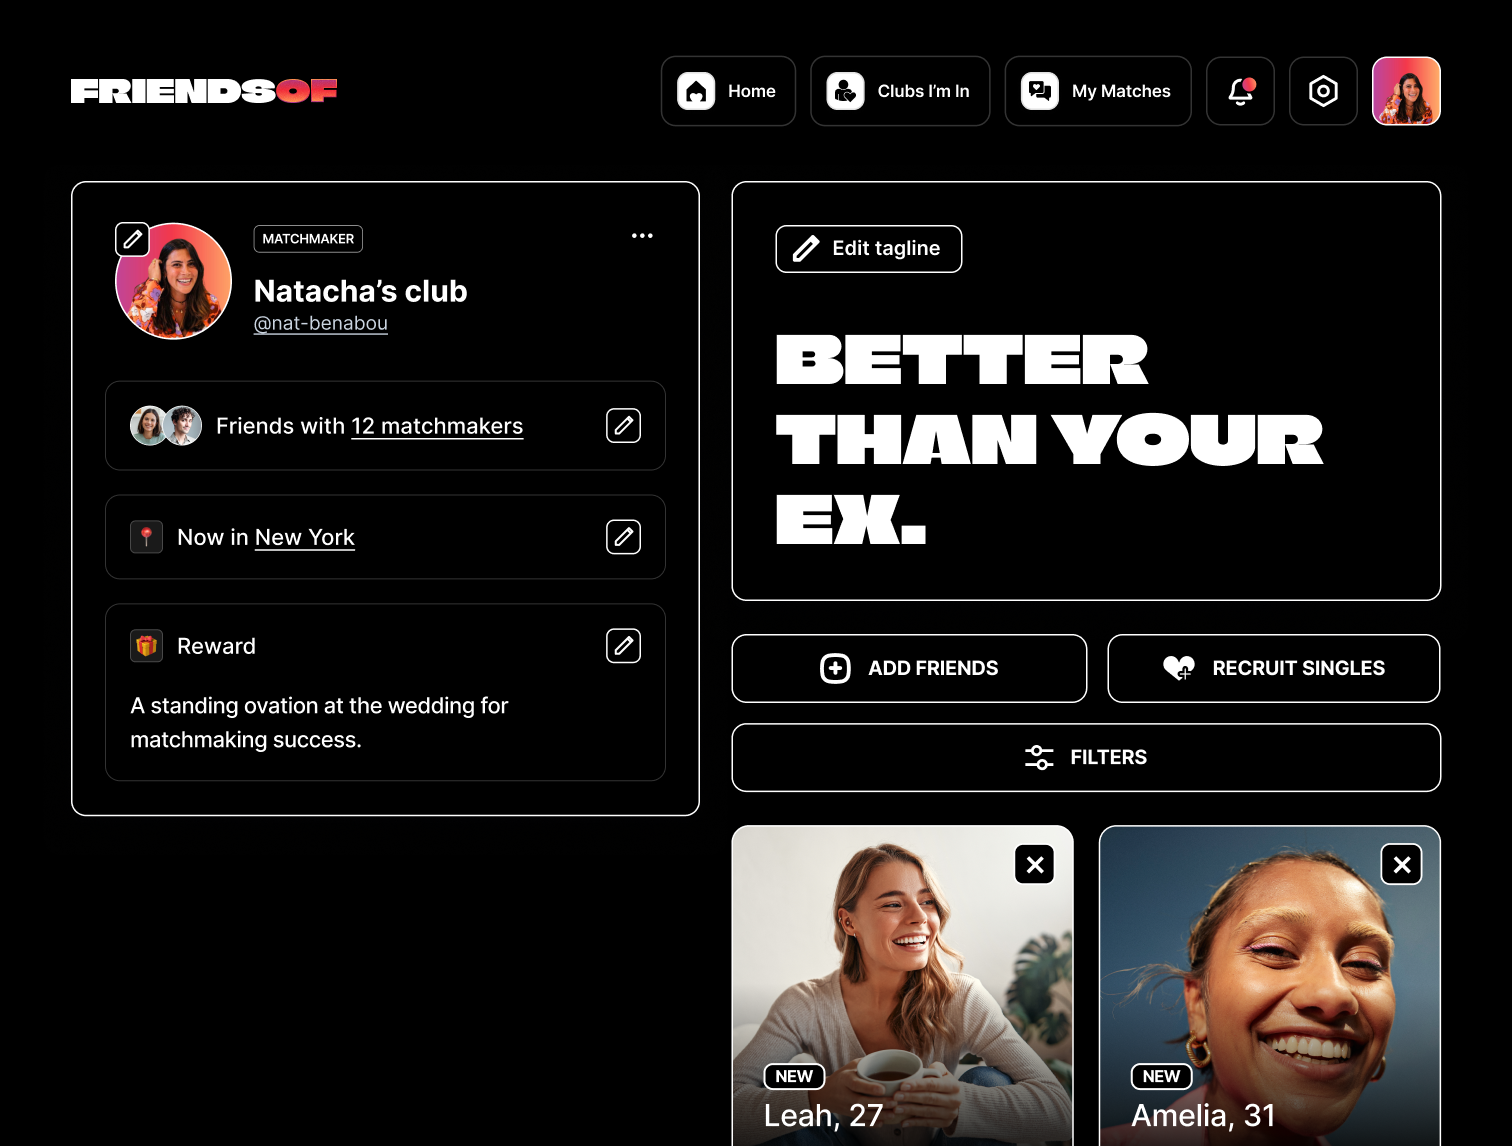 FRIENDSOF
Home
Clubs I’m In
My Matches
MATCHMAKER
Natacha’s club
@nat-benabou
Friends with 12 matchmakers
Now in New York
Reward
A standing ovation at the wedding for
matchmaking success.
Edit tagline
BETTER
THAN YOUR
EX.
ADD FRIENDS
RECRUIT SINGLES
FILTERS
NEW
Leah, 27
NEW
Amelia, 31